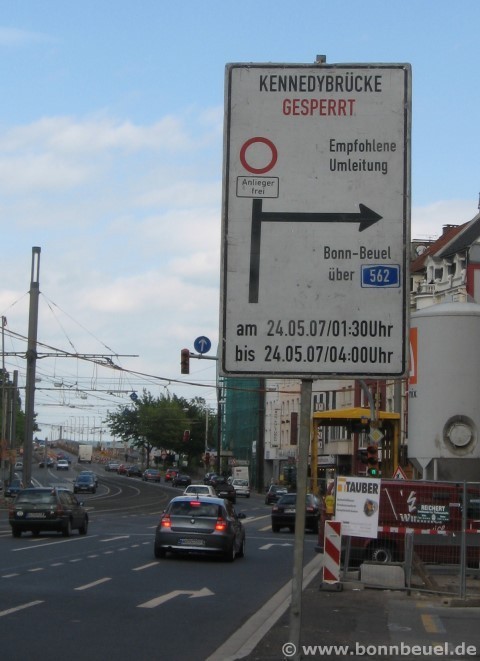 KENNEDYBRÜCKE
GESPERRT
Empfohlene
Umleitung
Anlieger
frei
Bonn-Beuel
über 562
am 24.05.07/01:30Uhr
bis 24.05.07/04:00Uhr
TAUBER
REICHERT
© www.bonnbeuel.de